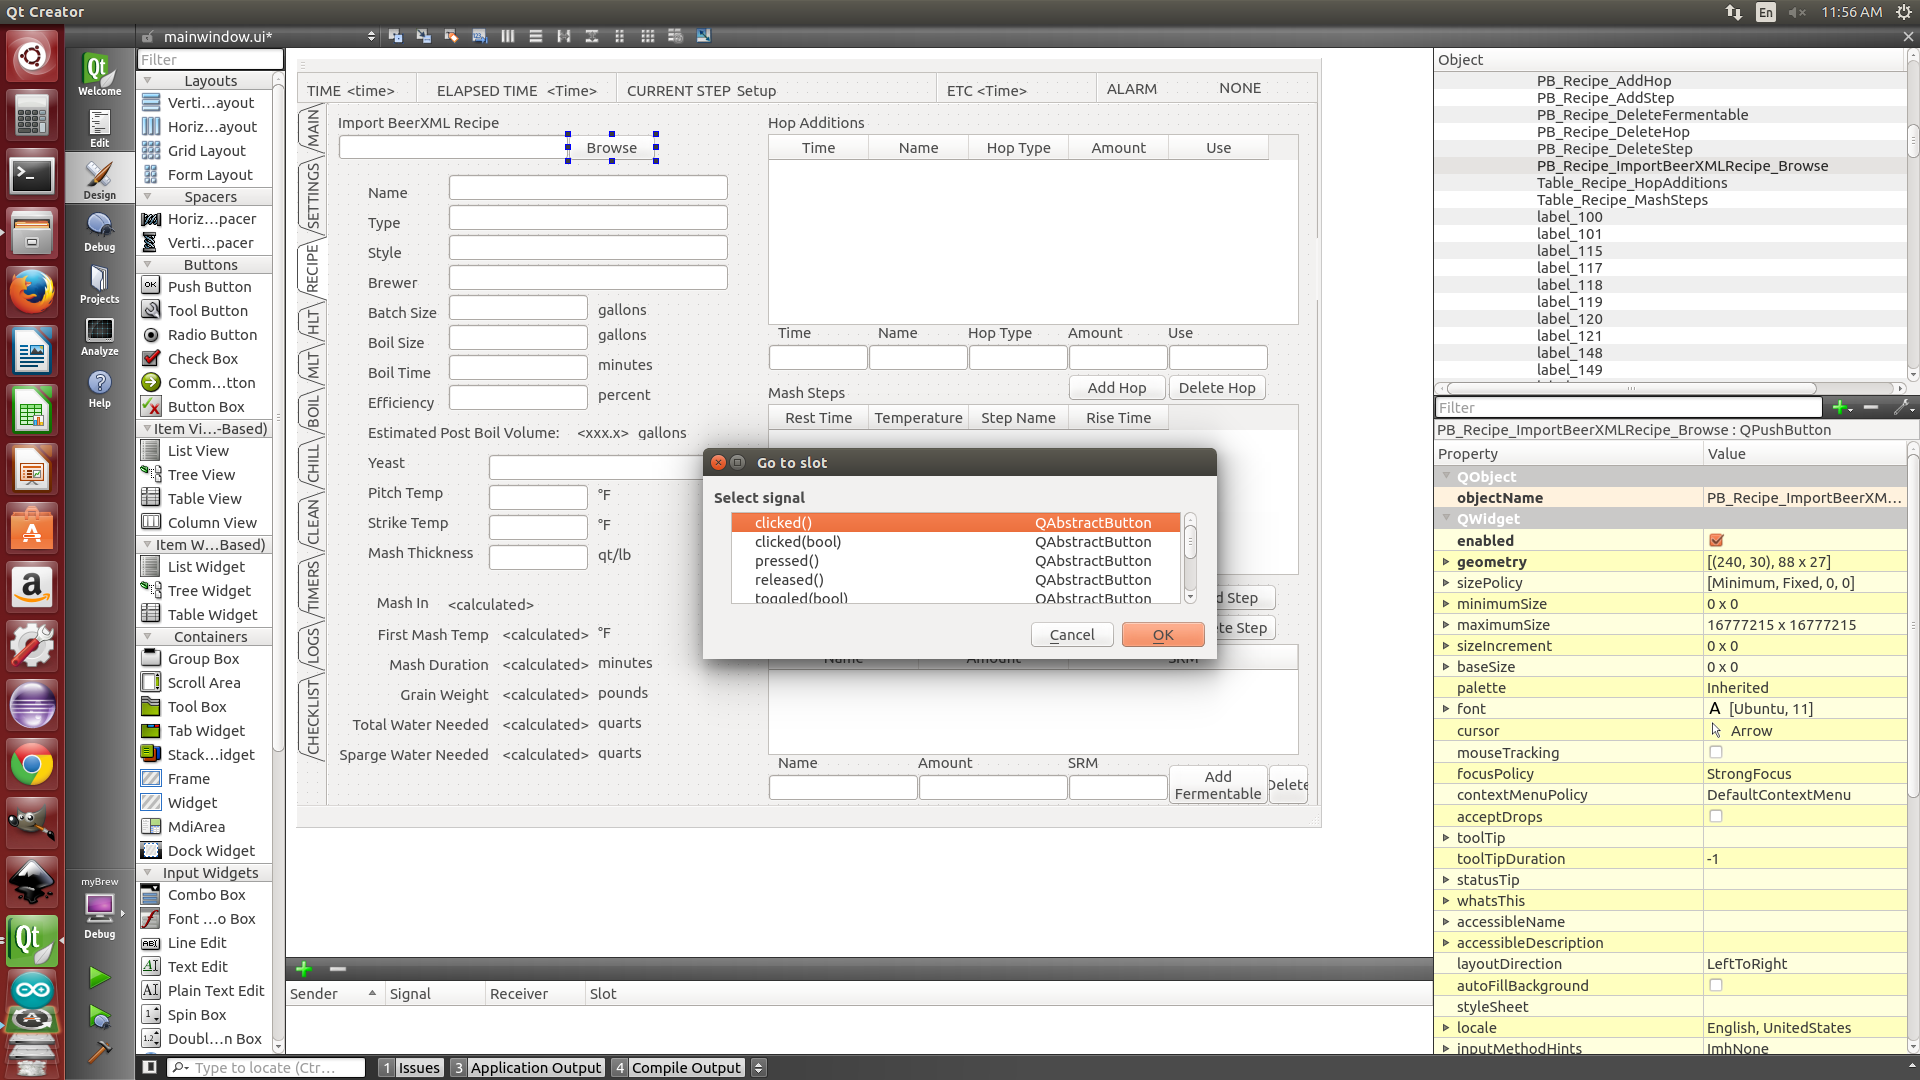 Qt Creator
En
11:56 AM
mainwindow.ui*
Filter
Layouts
Verti…ayout
Horiz…ayout
Grid Layout
Form Layout
Spacers
Horiz…pacer
Verti…pacer
Buttons
Push Button
Tool Button
Radio Button
Check Box
Comm…tton
Button Box
Item Vi…-Based)
List View
Tree View
Table View
Column View
Item W…Based)
List Widget
Tree Widget
Table Widget
Containers
Group Box
Scroll Area
Tool Box
Tab Widget
Stack…idget
Frame
Widget
MdiArea
Dock Widget
Input Widgets
Combo Box
Font …o Box
Line Edit
Text Edit
Plain Text Edit
Spin Box
Doubl…n Box
Welcome
Edit
Design
Debug
Projects
Analyze
Help
myBrew
Debug
TIME <time>
ELAPSED TIME <Time>
CURRENT STEP Setup
ETC <Time>
ALARM
NONE
MAIN
SETTINGS
RECIPE
HLT
MLT
BOIL
CHILL
CLEAN
TIMERS
LOGS
CHECKLIST
Import BeerXML Recipe
Browse
Name
Type
Style
Brewer
Batch Size gallons
Boil Size gallons
Boil Time minutes
Efficiency percent
Estimated Post Boil Volume: <xxx.x> gallons
Yeast
Pitch Temp °F
Strike Temp °F
Mash Thickness qt/lb
Mash In <calculated>
First Mash Temp <calculated> °F
Mash Duration <calculated> minutes
Grain Weight <calculated> pounds
Total Water Needed <calculated> quarts
Sparge Water Needed <calculated> quarts
Hop Additions
Time Name Hop Type Amount Use
Time Name Hop Type Amount Use
Add Hop Delete Hop
Mash Steps
Rest Time Temperature Step Name Rise Time
d Step
te Step
Name Amount SRM
Name Amount SRM
Add
Fermentable
Delete
Go to slot
Select signal
clicked() QAbstractButton
clicked(bool) QAbstractButton
pressed() QAbstractButton
released() QAbstractButton
toggled(bool) QAbstractButton
Cancel OK
Sender Signal Receiver Slot
Type to locate (Ctr…
1 Issues
3 Application Output
4 Compile Output
Object
PB_Recipe_AddHop
PB_Recipe_AddStep
PB_Recipe_DeleteFermentable
PB_Recipe_DeleteHop
PB_Recipe_DeleteStep
PB_Recipe_ImportBeerXMLRecipe_Browse
Table_Recipe_HopAdditions
Table_Recipe_MashSteps
label_100
label_101
label_115
label_117
label_118
label_119
label_120
label_121
label_148
label_149
Filter
PB_Recipe_ImportBeerXMLRecipe_Browse : QPushButton
Property Value
QObject
objectName PB_Recipe_ImportBeerXM...
QWidget
enabled
geometry [(240, 30), 88 x 27]
sizePolicy [Minimum, Fixed, 0, 0]
minimumSize 0 x 0
maximumSize 16777215 x 16777215
sizeIncrement 0 x 0
baseSize 0 x 0
palette Inherited
font A [Ubuntu, 11]
cursor Arrow
mouseTracking
focusPolicy StrongFocus
contextMenuPolicy DefaultContextMenu
acceptDrops
toolTip
toolTipDuration -1
statusTip
whatsThis
accessibleName
accessibleDescription
layoutDirection LeftToRight
autoFillBackground
styleSheet
locale English, UnitedStates
inputMethodHints ImhNone